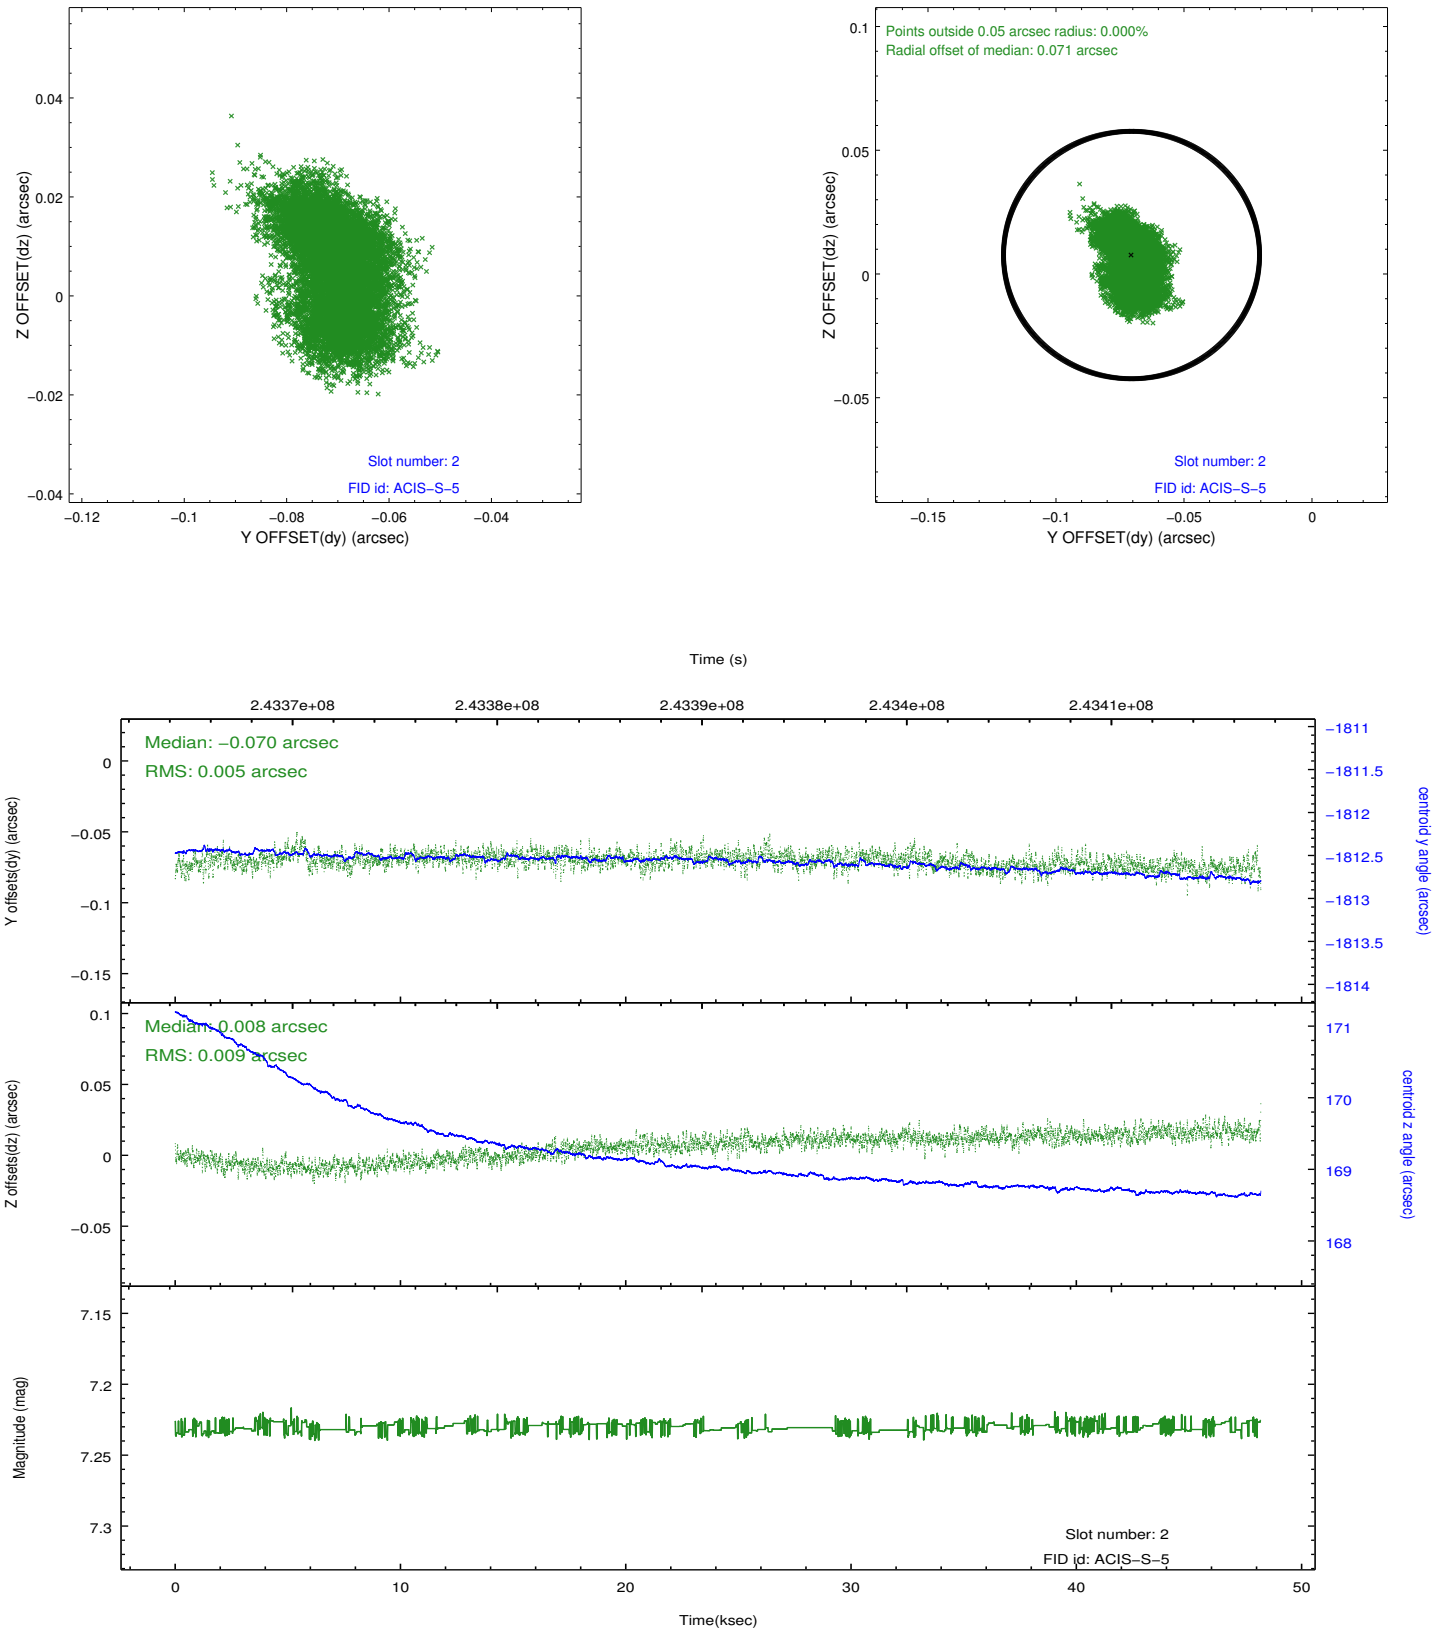 0.04
0.02
0
−0.02
−0.04
−0.12
−0.1
−0.08
−0.06
−0.04
Z OFFSET(dz) (arcsec)
Y OFFSET(dy) (arcsec)
Slot number: 2
FID id: ACIS−S−5
Points outside 0.05 arcsec radius: 0.000%
Radial offset of median: 0.071 arcsec
0.1
0.05
0
−0.05
−0.15
−0.1
−0.05
0
Z OFFSET(dz) (arcsec)
Y OFFSET(dy) (arcsec)
Slot number: 2
FID id: ACIS−S−5
Time (s)
2.4337e+08
2.4338e+08
2.4339e+08
2.434e+08
2.4341e+08
Median: −0.070 arcsec
RMS: 0.005 arcsec
0
−0.05
−0.1
−0.15
Y offsets(dy) (arcsec)
−1811
−1811.5
−1812
−1812.5
−1813
−1813.5
−1814
centroid y angle (arcsec)
Median: 0.008 arcsec
RMS: 0.009 arcsec
0.1
0.05
0
−0.05
Z offsets(dz) (arcsec)
171
170
169
168
centroid z angle (arcsec)
7.15
7.2
7.25
7.3
Magnitude (mag)
Slot number: 2
FID id: ACIS−S−5
0
10
20
30
40
50
Time(ksec)